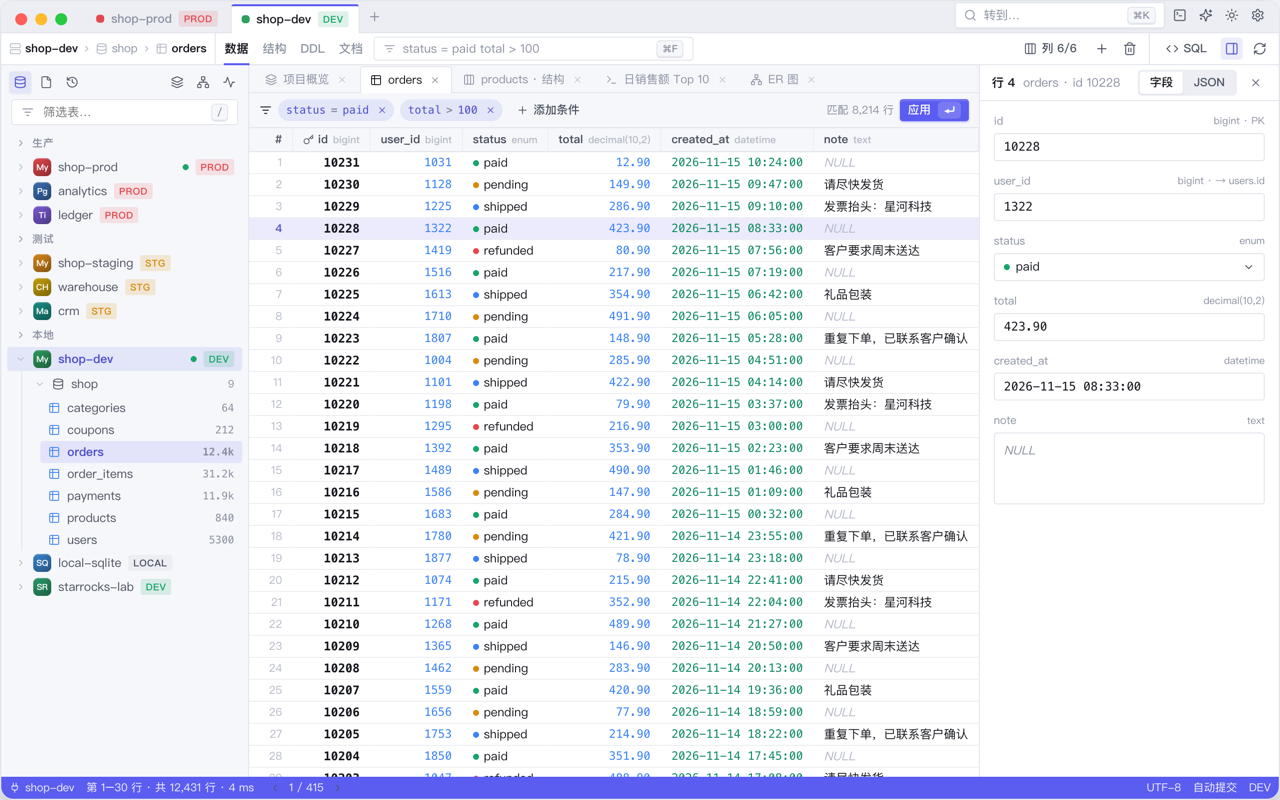 shop-prod PROD shop-dev DEV 转到… ⌘K
shop-dev shop orders 数据 结构 DDL 文档 status = paid total > 100 ⌘F 列 6/6 SQL
筛选表… /
生产
My shop-prod PROD
Pg analytics PROD
Ti ledger PROD
测试
My shop-staging STG
CH warehouse STG
Ma crm STG
本地
My shop-dev DEV
shop 9
categories 64
coupons 212
orders 12.4k
order_items 31.2k
payments 11.9k
products 840
users 5300
SQ local-sqlite LOCAL
SR starrocks-lab DEV
项目概览 orders products · 结构 日销售额 Top 10 ER 图
status = paid total > 100 添加条件 匹配 8,214 行 应用
# id bigint user_id bigint status enum total decimal(10,2) created_at datetime note text
1 10231 1031 paid 12.90 2026-11-15 10:24:00 NULL
2 10230 1128 pending 149.90 2026-11-15 09:47:00 请尽快发货
3 10229 1225 shipped 286.90 2026-11-15 09:10:00 发票抬头：星河科技
4 10228 1322 paid 423.90 2026-11-15 08:33:00 NULL
5 10227 1419 refunded 80.90 2026-11-15 07:56:00 客户要求周末送达
6 10226 1516 paid 217.90 2026-11-15 07:19:00 NULL
7 10225 1613 shipped 354.90 2026-11-15 06:42:00 礼品包装
8 10224 1710 pending 491.90 2026-11-15 06:05:00 NULL
9 10223 1807 paid 148.90 2026-11-15 05:28:00 重复下单，已联系客户确认
10 10222 1004 pending 285.90 2026-11-15 04:51:00 NULL
11 10221 1101 shipped 422.90 2026-11-15 04:14:00 请尽快发货
12 10220 1198 paid 79.90 2026-11-15 03:37:00 发票抬头：星河科技
13 10219 1295 refunded 216.90 2026-11-15 03:00:00 NULL
14 10218 1392 paid 353.90 2026-11-15 02:23:00 客户要求周末送达
15 10217 1489 shipped 490.90 2026-11-15 01:46:00 NULL
16 10216 1586 pending 147.90 2026-11-15 01:09:00 礼品包装
17 10215 1683 paid 284.90 2026-11-15 00:32:00 NULL
18 10214 1780 pending 421.90 2026-11-14 23:55:00 重复下单，已联系客户确认
19 10213 1877 shipped 78.90 2026-11-14 23:18:00 NULL
20 10212 1074 paid 215.90 2026-11-14 22:41:00 请尽快发货
21 10211 1171 refunded 352.90 2026-11-14 22:04:00 发票抬头：星河科技
22 10210 1268 paid 489.90 2026-11-14 21:27:00 NULL
23 10209 1365 shipped 146.90 2026-11-14 20:50:00 客户要求周末送达
24 10208 1462 pending 283.90 2026-11-14 20:13:00 NULL
25 10207 1559 paid 420.90 2026-11-14 19:36:00 礼品包装
26 10206 1656 pending 77.90 2026-11-14 18:59:00 NULL
27 10205 1753 shipped 214.90 2026-11-14 18:22:00 重复下单，已联系客户确认
28 10204 1850 paid 351.90 2026-11-14 17:45:00 NULL
行 4 orders · id 10228 字段 JSON
id bigint · PK
10228
user_id bigint · → users.id
1322
status enum
paid
total decimal(10,2)
423.90
created_at datetime
2026-11-15 08:33:00
note text
NULL
shop-dev 第 1–30 行 · 共 12,431 行 · 4 ms 1 / 415 UTF-8 自动提交 DEV